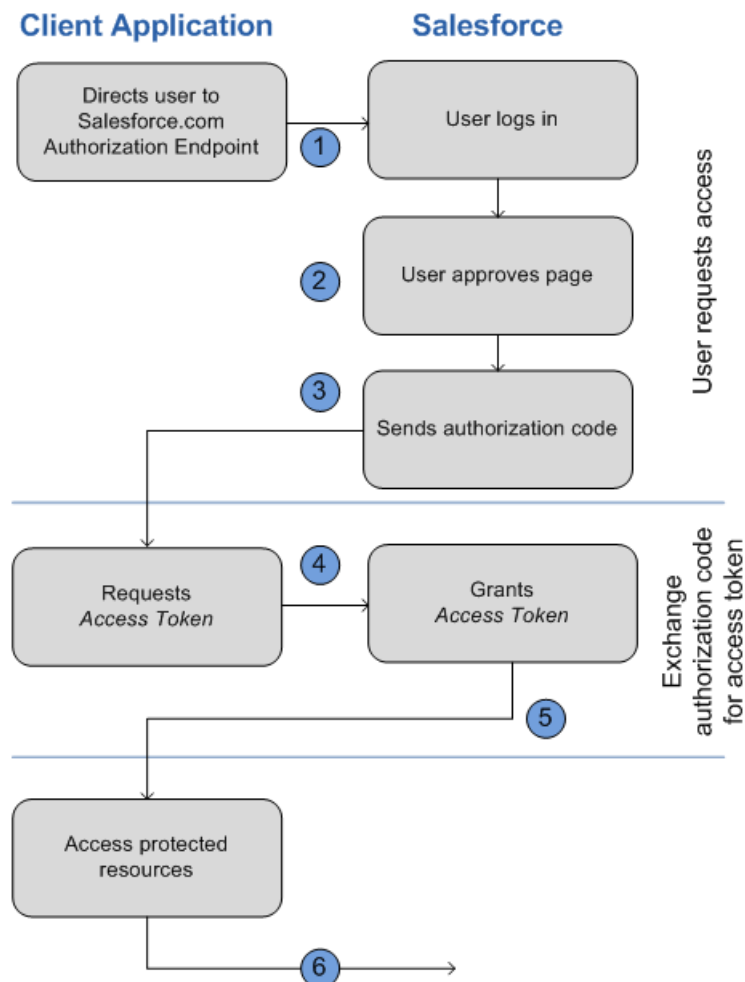 Client Application
Salesforce
Directs user to
Salesforce.com
Authorization Endpoint
1
User logs in
2
User approves page
3
Sends authorization code
User requests access
Requests
Access Token
4
Grants
Access Token
5
Exchange
authorization code
for access token
Access protected
resources
6